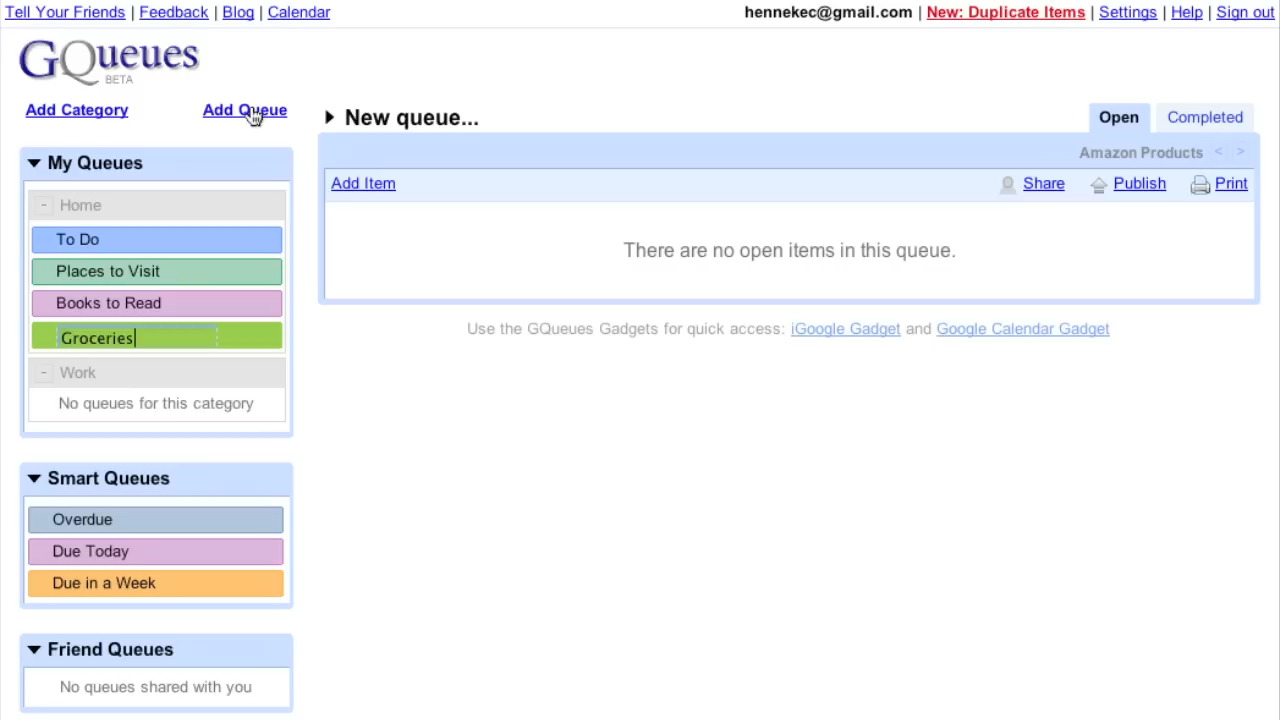 Tell Your Friends | Feedback | Blog | Calendar
hennekec@gmail.com | New: Duplicate Items | Settings | Help | Sign out
GQueues
BETA
Add Category
Add Queue
New queue...
Open
Completed
Amazon Products < >
Add Item
Share
Publish
Print
There are no open items in this queue.
Use the GQueues Gadgets for quick access: iGoogle Gadget and Google Calendar Gadget
My Queues
- Home
To Do
Places to Visit
Books to Read
Groceries
- Work
No queues for this category
Smart Queues
Overdue
Due Today
Due in a Week
Friend Queues
No queues shared with you